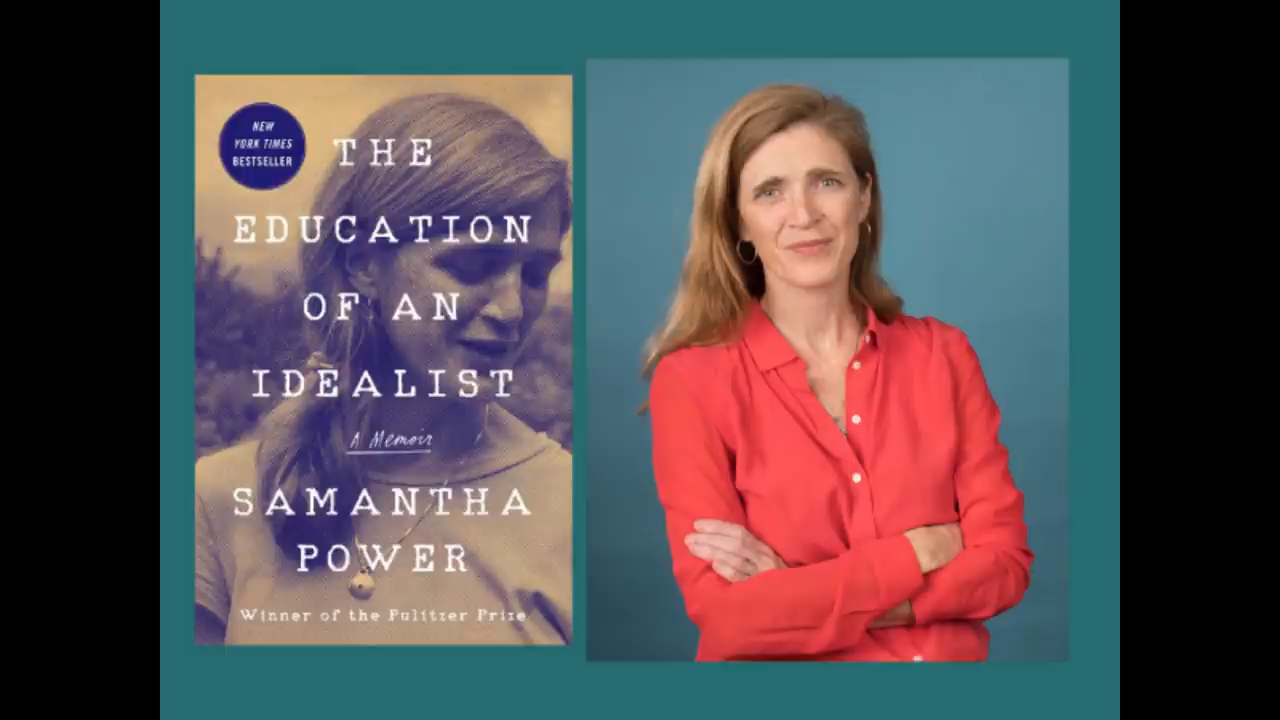 NEW
YORK TIMES
BESTSELLER
THE
EDUCATION
OF AN
IDEALIST
A Memoir
SAMANTHA
POWER
Winner of the Pulitzer Prize